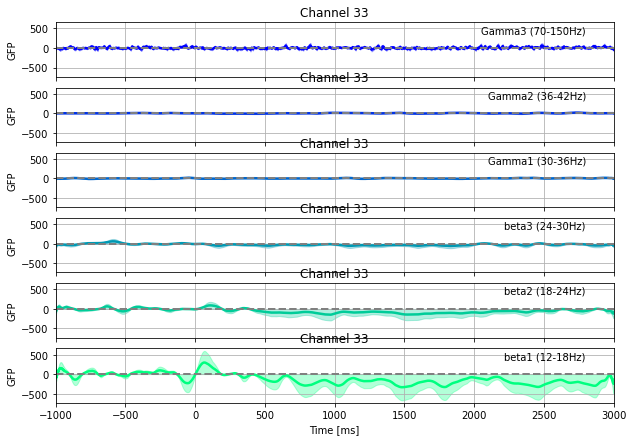 Channel 33
Gamma3 (70-150Hz)
GFP
500
0
−500
Channel 33
Gamma2 (36-42Hz)
GFP
500
0
−500
Channel 33
Gamma1 (30-36Hz)
GFP
500
0
−500
Channel 33
beta3 (24-30Hz)
GFP
500
0
−500
Channel 33
beta2 (18-24Hz)
GFP
500
0
−500
Channel 33
beta1 (12-18Hz)
GFP
500
0
−500
−1000 −500 0 500 1000 1500 2000 2500 3000
Time [ms]